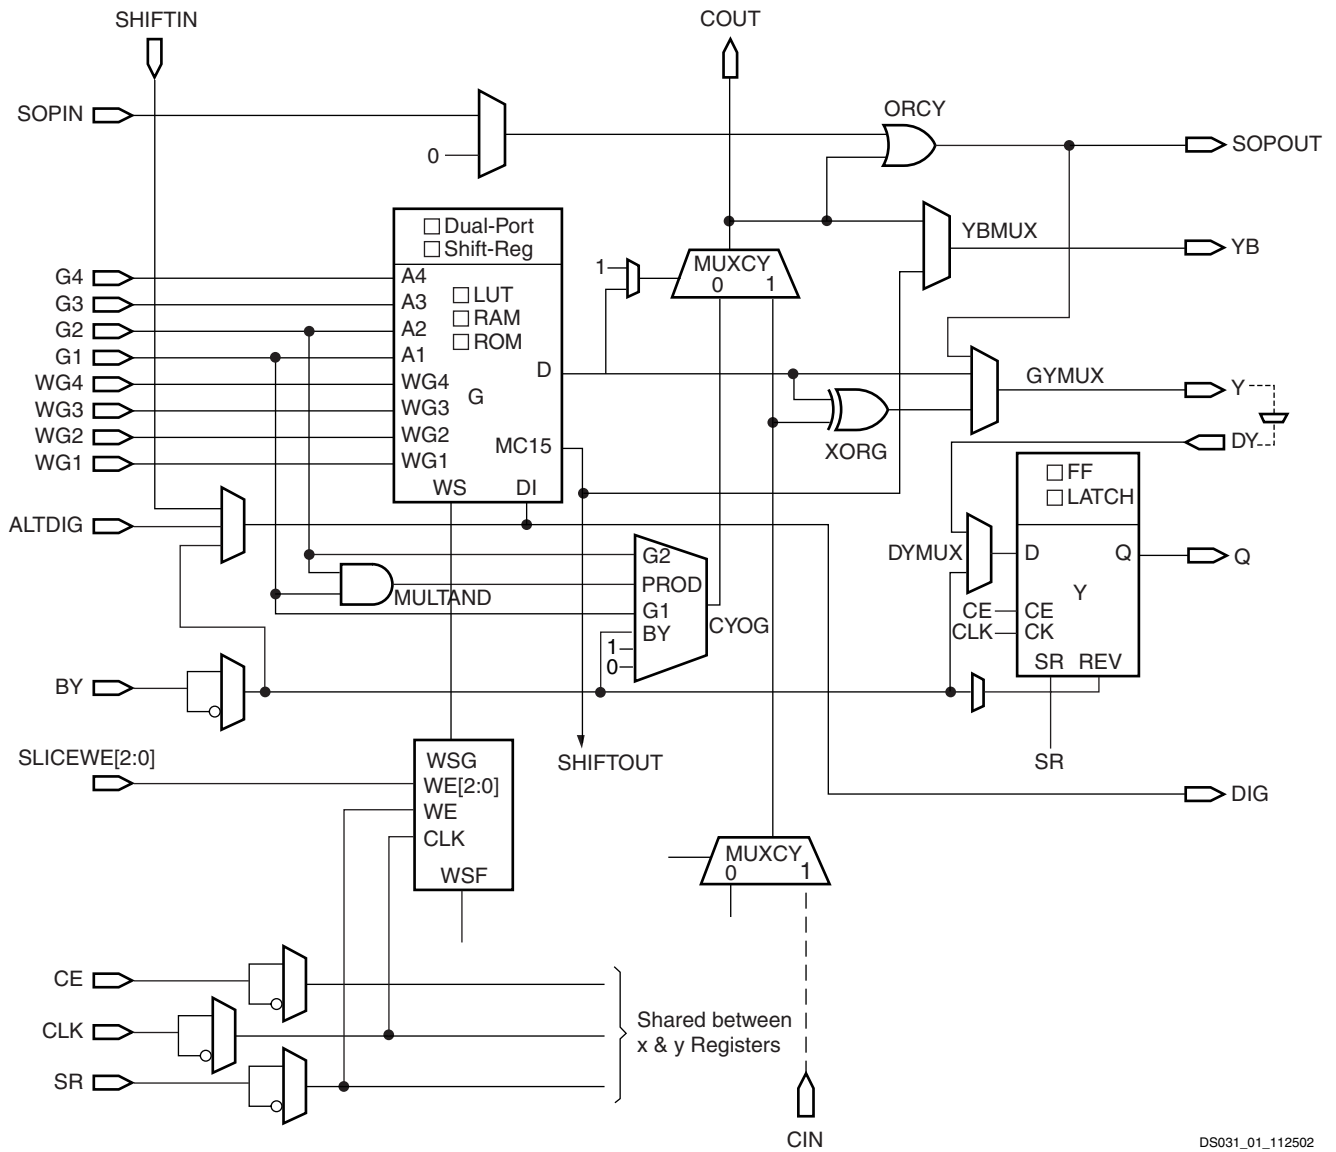 SHIFTIN
COUT
SOPIN
ORCY
0
SOPOUT
Dual-Port
Shift-Reg
YBMUX
YB
G4
A4
1
MUXCY
0 1
G3
A3
LUT
G2
A2
RAM
G1
A1
ROM
D
GYMUX
Y
WG4
WG4
G
WG3
WG3
WG2
WG2
MC15
XORG
DY
WG1
WG1
WS
DI
FF
LATCH
ALTDIG
G2
DYMUX
D
Q
Q
MULTAND
PROD
Y
G1
CYOG
CE
CE
BY
CLK
CK
1
0
SR
REV
BY
SLICEWE[2:0]
WSG
SHIFTOUT
SR
WE[2:0]
DIG
WE
CLK
MUXCY
0 1
WSF
CE
CLK
Shared between
x & y Registers
SR
CIN
DS031_01_112502